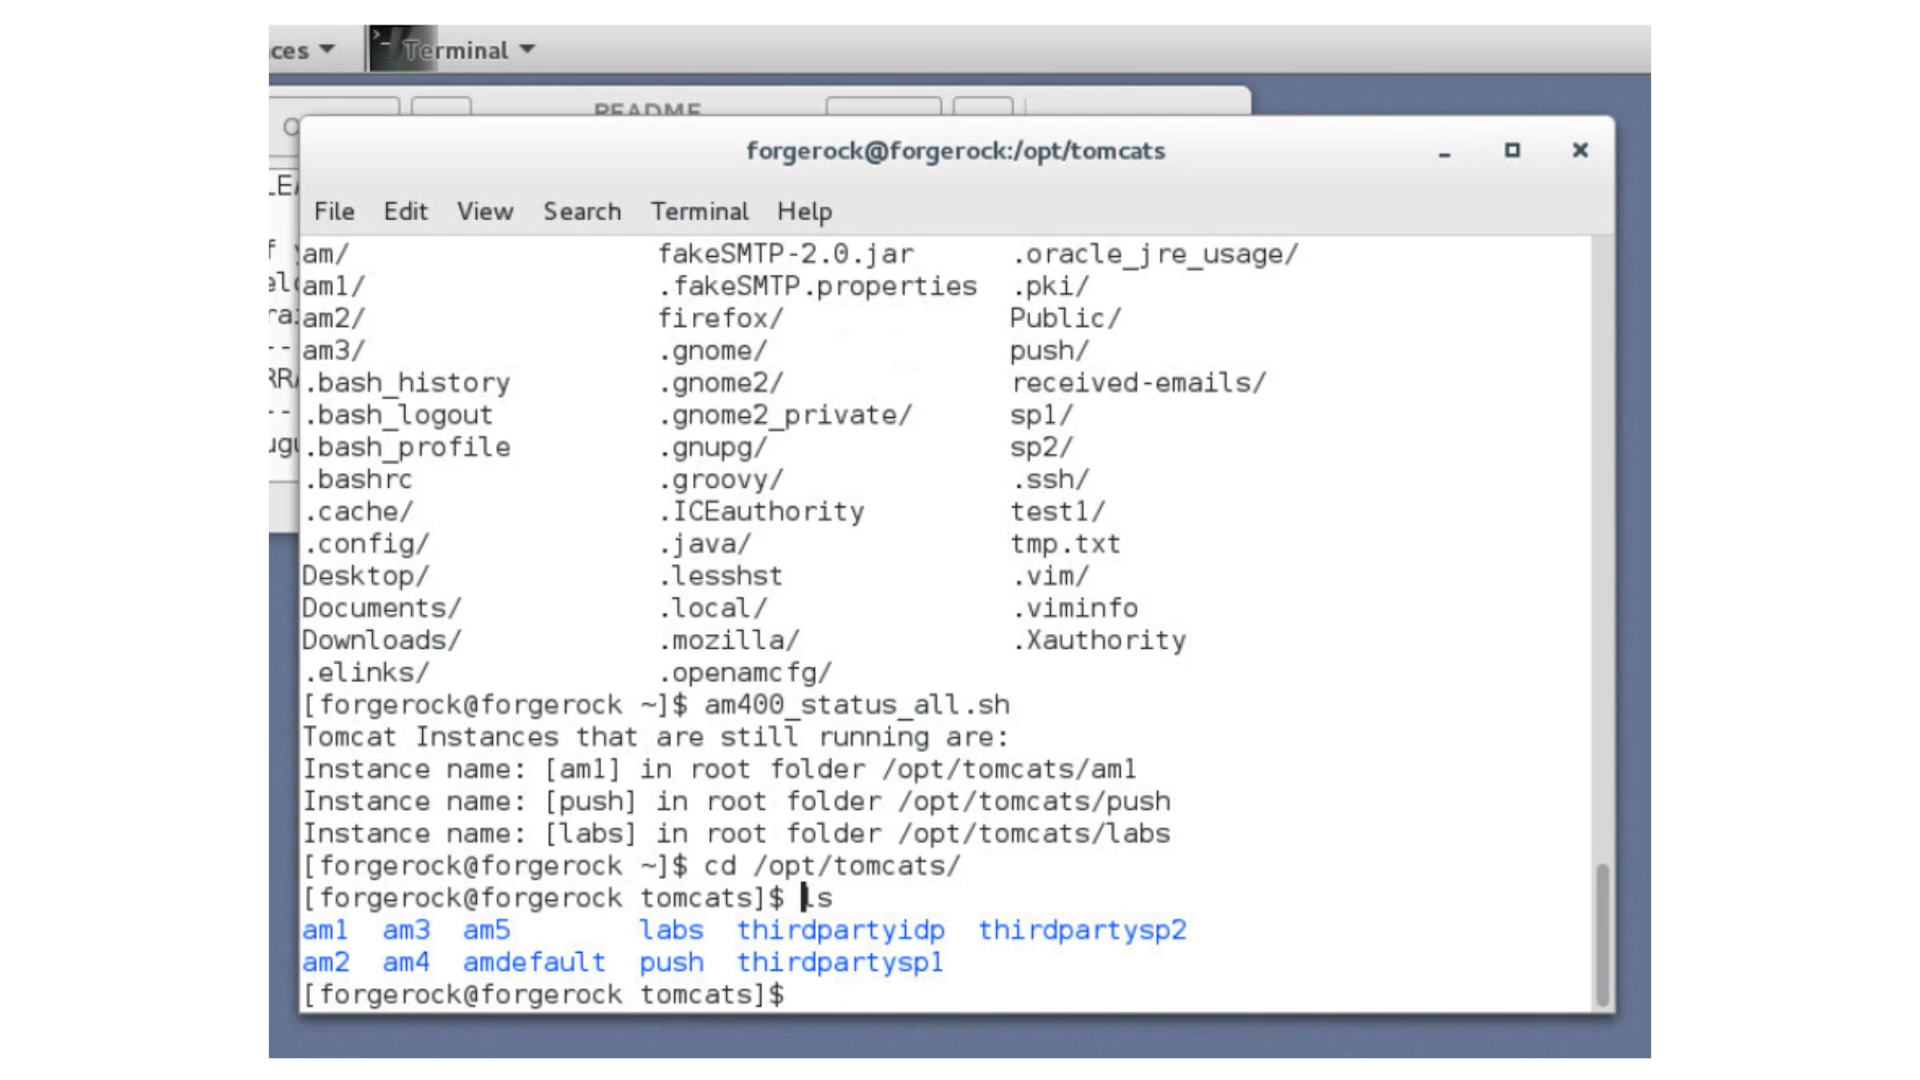 ces Terminal
README
forgerock@forgerock:/opt/tomcats
File Edit View Search Terminal Help
am/ fakeSMTP-2.0.jar .oracle_jre_usage/
am1/ .fakeSMTP.properties .pki/
am2/ firefox/ Public/
am3/ .gnome/ push/
.bash_history .gnome2/ received-emails/
.bash_logout .gnome2_private/ sp1/
.bash_profile .gnupg/ sp2/
.bashrc .groovy/ .ssh/
.cache/ .ICEauthority test1/
.config/ .java/ tmp.txt
Desktop/ .lesshst .vim/
Documents/ .local/ .viminfo
Downloads/ .mozilla/ .Xauthority
.elinks/ .openamcfg/
[forgerock@forgerock ~]$ am400_status_all.sh
Tomcat Instances that are still running are:
Instance name: [am1] in root folder /opt/tomcats/am1
Instance name: [push] in root folder /opt/tomcats/push
Instance name: [labs] in root folder /opt/tomcats/labs
[forgerock@forgerock ~]$ cd /opt/tomcats/
[forgerock@forgerock tomcats]$ ls
am1 am3 am5 labs thirdpartyidp thirdpartysp2
am2 am4 amdefault push thirdpartysp1
[forgerock@forgerock tomcats]$